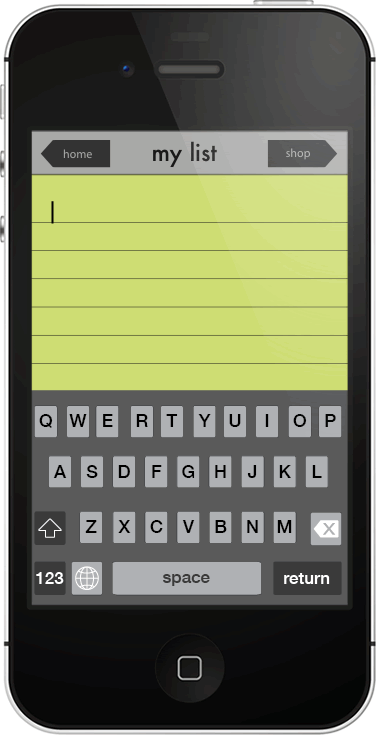 home my list shop
Q W E R T Y U I O P
A S D F G H J K L
Z X C V B N M X
123 space return